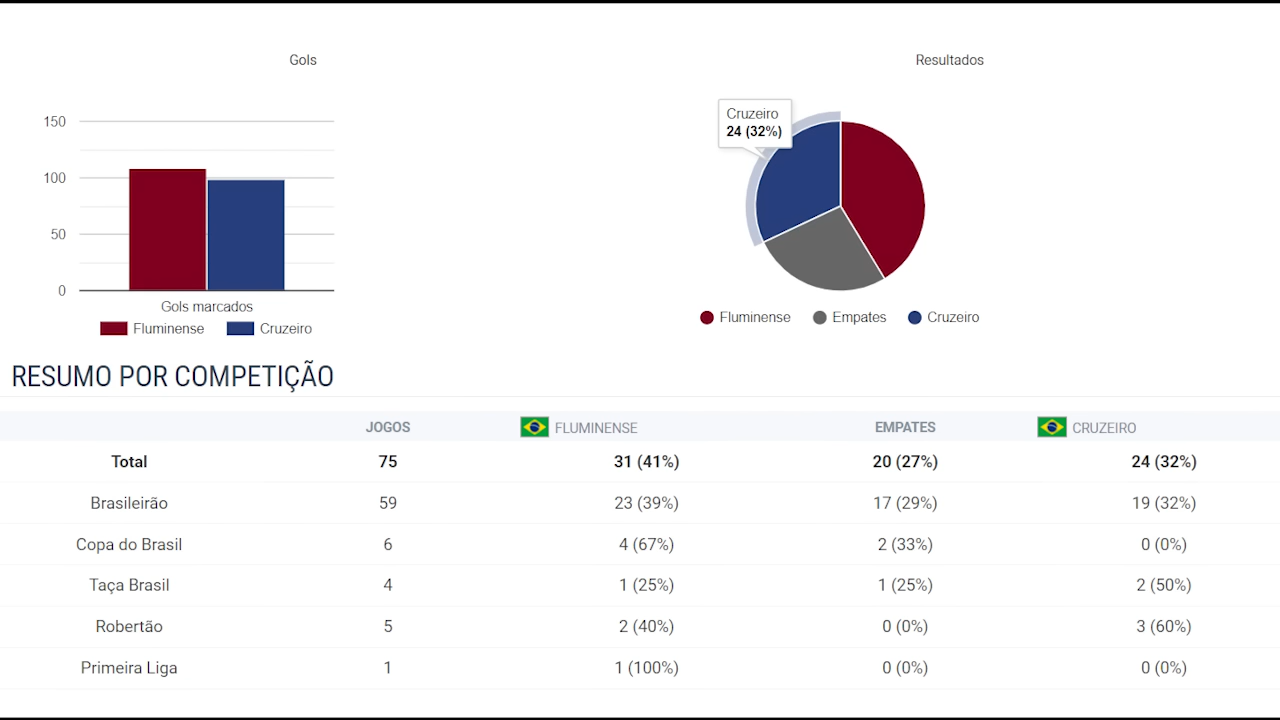 Gols
Resultados
150
100
50
0
Gols marcados
Fluminense Cruzeiro
Cruzeiro
24 (32%)
Fluminense Empates Cruzeiro
RESUMO POR COMPETIÇÃO
JOGOS FLUMINENSE EMPATES CRUZEIRO
Total 75 31 (41%) 20 (27%) 24 (32%)
Brasileirão 59 23 (39%) 17 (29%) 19 (32%)
Copa do Brasil 6 4 (67%) 2 (33%) 0 (0%)
Taça Brasil 4 1 (25%) 1 (25%) 2 (50%)
Robertão 5 2 (40%) 0 (0%) 3 (60%)
Primeira Liga 1 1 (100%) 0 (0%) 0 (0%)